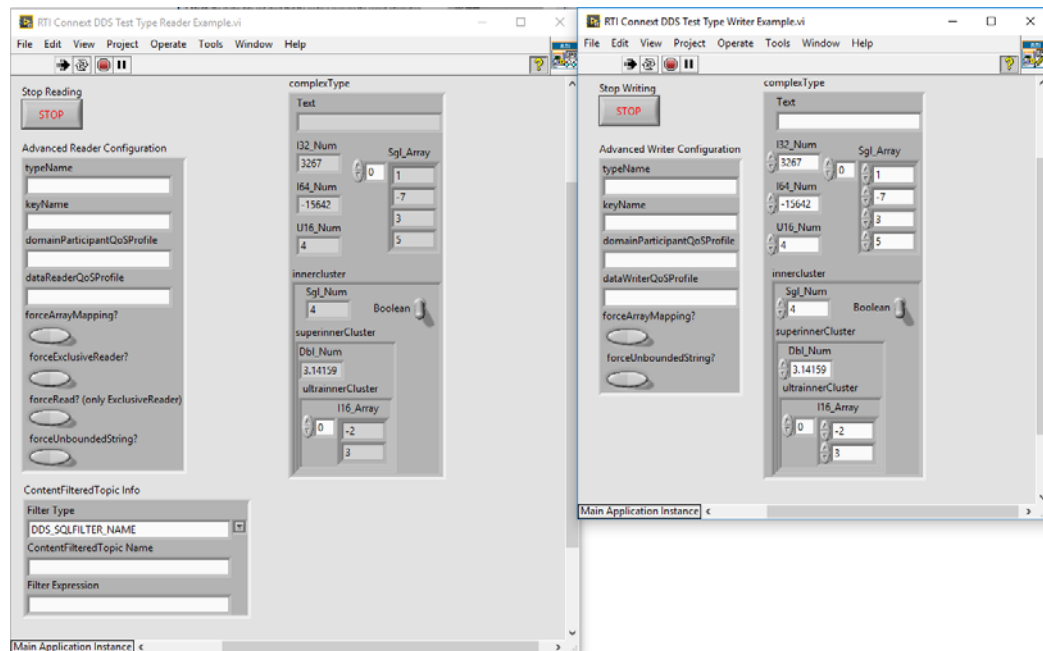 RTI Connext DDS Test Type Reader Example.vi
File Edit View Project Operate Tools Window Help
RTI
?
Stop Reading
STOP
Advanced Reader Configuration
typeName
keyName
domainParticipantQoSProfile
dataReaderQoSProfile
forceArrayMapping?
forceExclusiveReader?
forceRead? (only ExclusiveReader)
forceUnboundedString?
ContentFilteredTopic Info
Filter Type
DDS_SQLFILTER_NAME
ContentFilteredTopic Name
Filter Expression
complexType
Text
I32_Num
3267
I64_Num
-15642
U16_Num
4
Sgl_Array
0
1
-7
3
5
innercluster
Sgl_Num
4
Boolean
superinnerCluster
Dbl_Num
3.14159
ultrainnerCluster
I16_Array
0
-2
3
Main Application Instance
RTI Connext DDS Test Type Writer Example.vi
File Edit View Project Operate Tools Window Help
RTI
?
Stop Writing
STOP
Advanced Writer Configuration
typeName
keyName
domainParticipantQoSProfile
dataWriterQoSProfile
forceArrayMapping?
forceUnboundedString?
complexType
Text
I32_Num
3267
I64_Num
-15642
U16_Num
4
Sgl_Array
0
1
-7
3
5
innercluster
Sgl_Num
4
Boolean
superinnerCluster
Dbl_Num
3.14159
ultrainnerCluster
I16_Array
0
-2
3
Main Application Instance